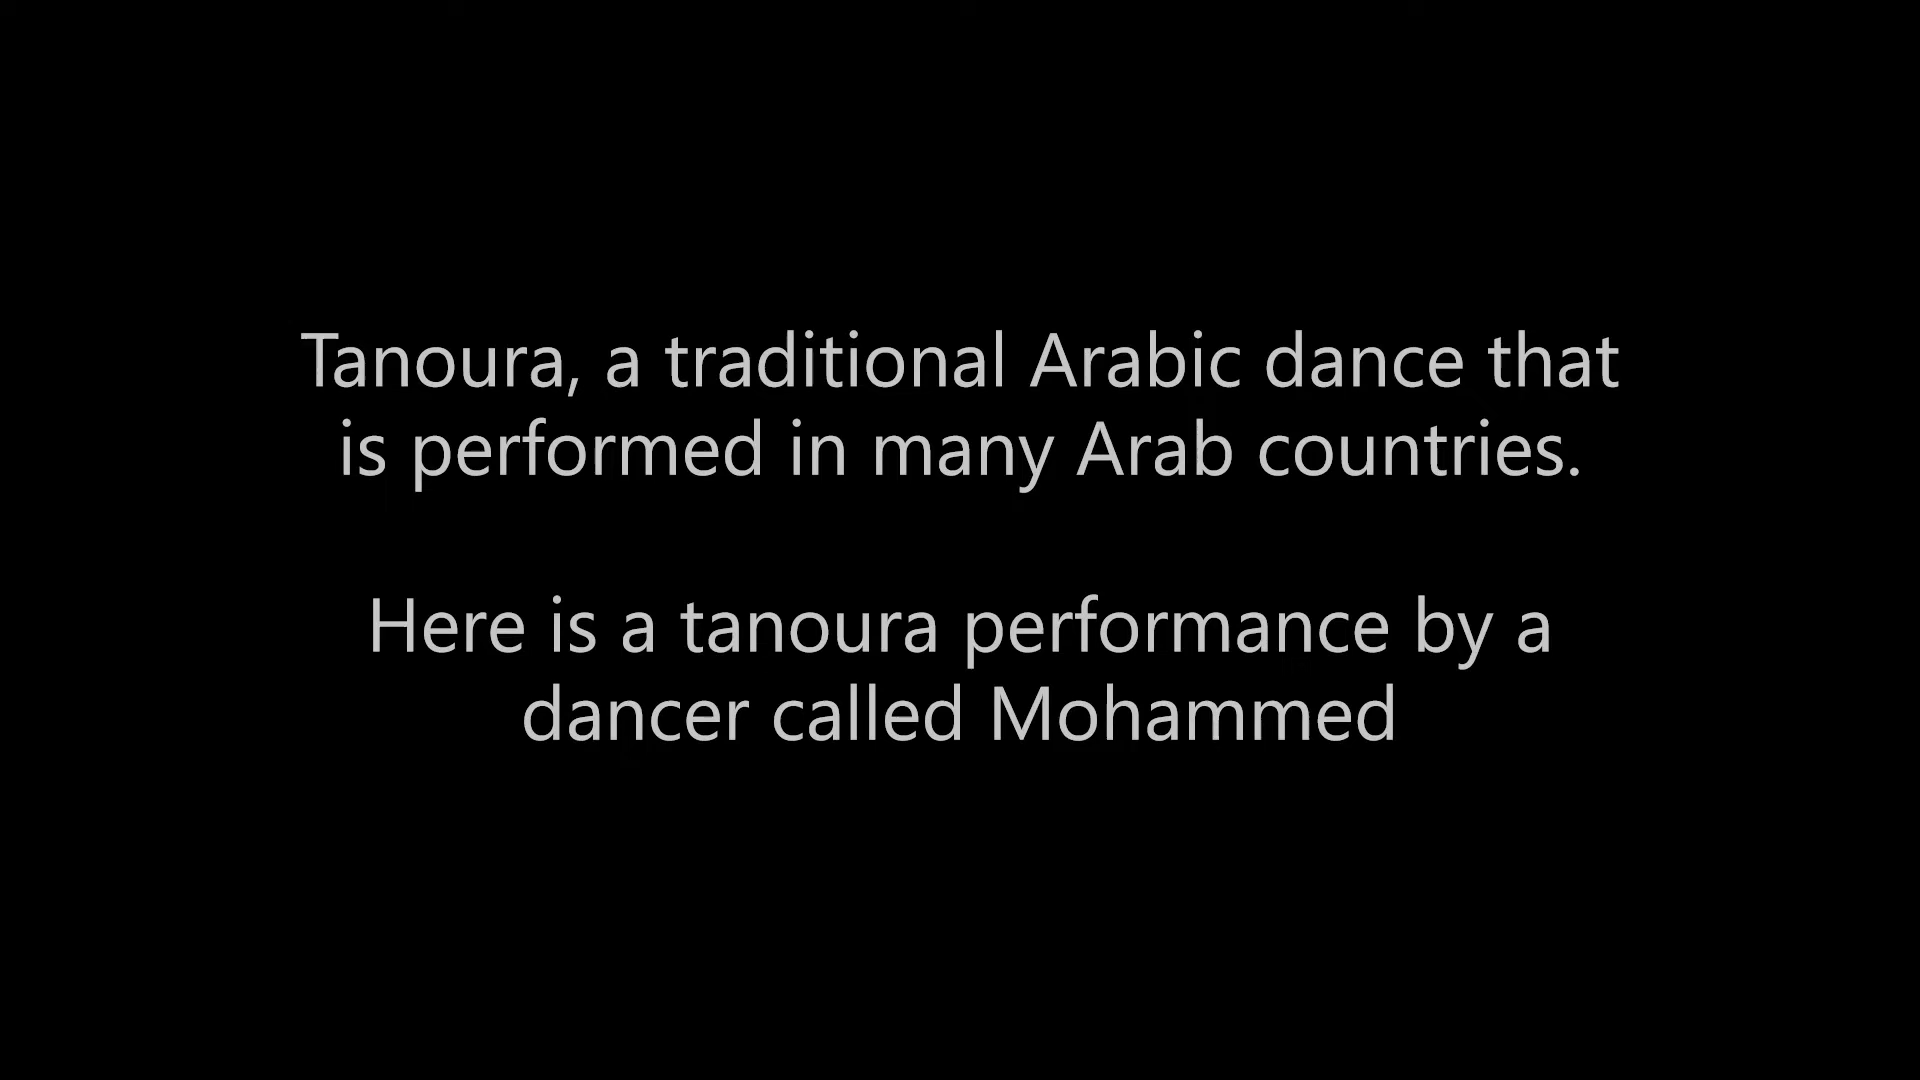 Tanoura, a traditional Arabic dance that
is performed in many Arab countries.
Here is a tanoura performance by a
dancer called Mohammed